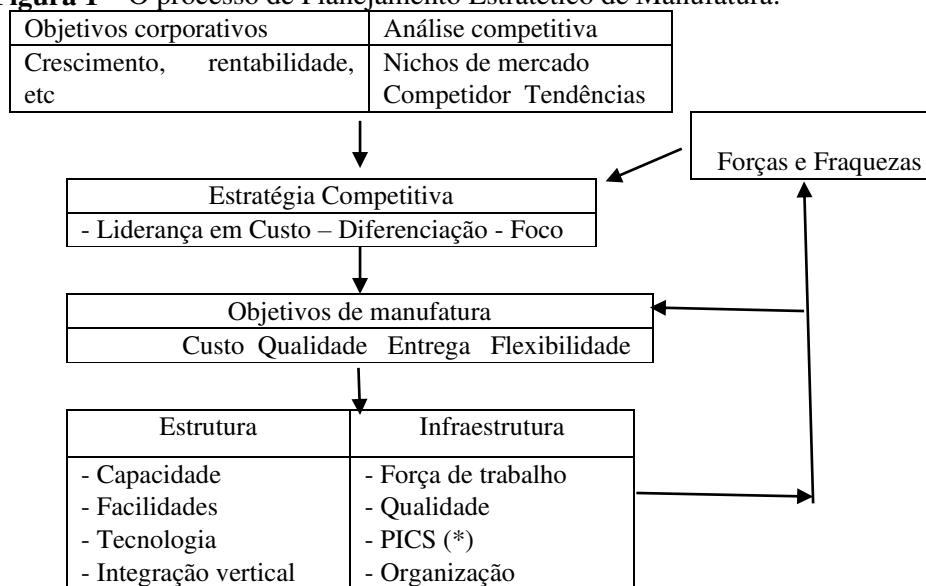 Figura 1 – O processo de Planejamento Estratético de Manufatura.
Objetivos corporativos
Análise competitiva
Crescimento, rentabilidade,
etc
Nichos de mercado
Competidor Tendências
Forças e Fraquezas
Estratégia Competitiva
- Liderança em Custo – Diferenciação - Foco
Objetivos de manufatura
Custo Qualidade Entrega Flexibilidade
Estrutura
Infraestrutura
- Capacidade
- Facilidades
- Tecnologia
- Integração vertical
- Força de trabalho
- Qualidade
- PICS (*)
- Organização